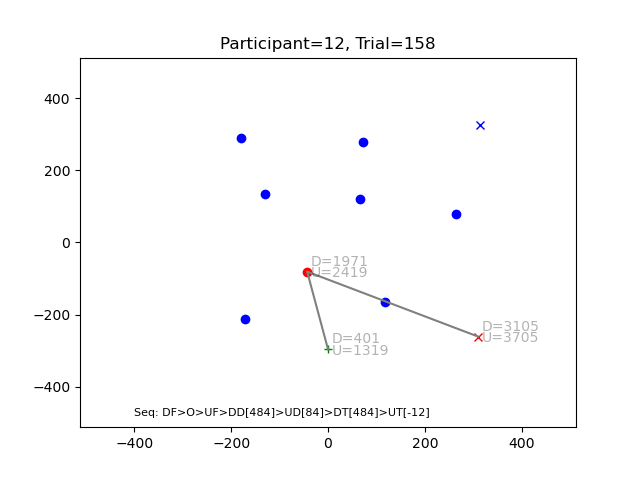 Participant=12, Trial=158
400
200
0
−200
−400
D=1971
U=2419
D=3105
U=3705
D=401
U=1319
Seq: DF>O>UF>DD[484]>UD[84]>DT[484]>UT[-12]
−400
−200
0
200
400